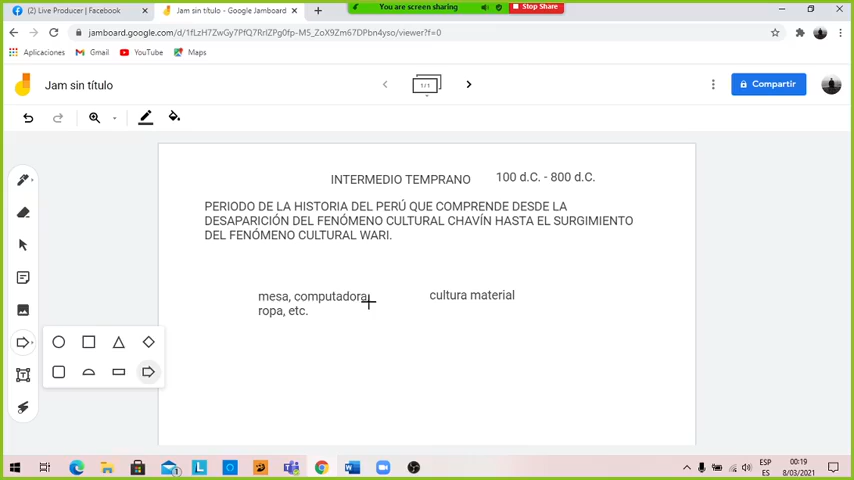 (2) Live Producer | Facebook
Jam sin título - Google Jamboard
You are screen sharing
Stop Share
jamboard.google.com/d/1fLzH7ZwGy7PfQ7RrlZPg0fp-M5_ZoX9Zm67DPbn4yso/viewer?f=0
Aplicaciones
Gmail
YouTube
Maps
Jam sin título
1/1
Compartir
INTERMEDIO TEMPRANO
100 d.C. - 800 d.C.
PERIODO DE LA HISTORIA DEL PERÚ QUE COMPRENDE DESDE LA
DESAPARICIÓN DEL FENÓMENO CULTURAL CHAVÍN HASTA EL SURGIMIENTO
DEL FENÓMENO CULTURAL WARI.
mesa, computadora,
ropa, etc.
cultura material
ESP
ES
00:19
8/03/2021